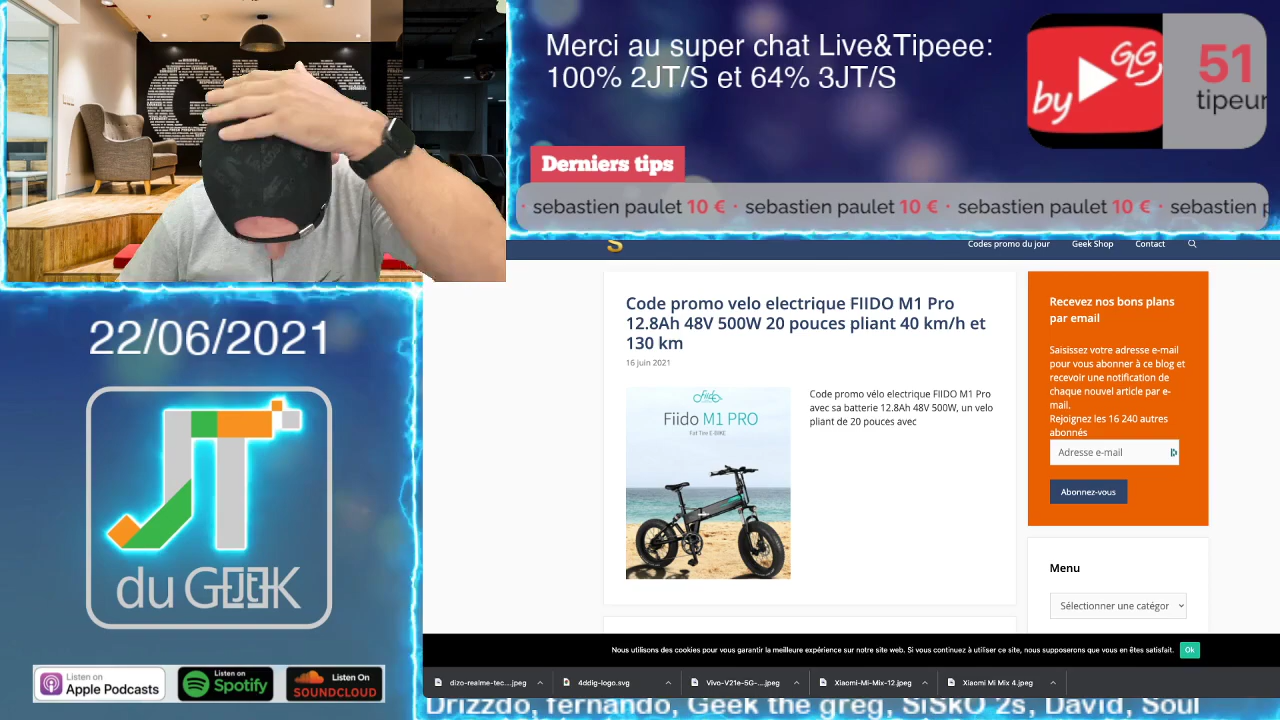 Merci au super chat Live&Tipeee:
100% 2JT/S et 64% 3JT/S
by GG
51
tipeur
Derniers tips
· sebastien paulet 10 € · sebastien paulet 10 € · sebastien paulet 10 € · sebastien p
S
Codes promo du jour Geek Shop Contact
22/06/2021
JT
du GEEK
Listen on
Apple Podcasts
Listen on
Spotify
Listen On
SOUNDCLOUD
Code promo velo electrique FIIDO M1 Pro
12.8Ah 48V 500W 20 pouces pliant 40 km/h et
130 km
16 juin 2021
fiido
Fiido M1 PRO
Fat Tire E-BIKE
Code promo vélo electrique FIIDO M1 Pro
avec sa batterie 12.8Ah 48V 500W, un velo
pliant de 20 pouces avec
Recevez nos bons plans
par email
Saisissez votre adresse e-mail
pour vous abonner à ce blog et
recevoir une notification de
chaque nouvel article par e-
mail.
Rejoignez les 16 240 autres
abonnés
Adresse e-mail
Abonnez-vous
Menu
Sélectionner une catégor
Nous utilisons des cookies pour vous garantir la meilleure expérience sur notre site web. Si vous continuez à utiliser ce site, nous supposerons que vous en êtes satisfait. Ok
dizo-realme-tec....jpeg 4ddig-logo.svg Vivo-V21e-5G-....jpeg Xiaomi-Mi-Mix-12.jpeg Xiaomi Mi Mix 4.jpeg
Drizzdo, fernando, Geek the greg, SiSkO 2s, David, Soul